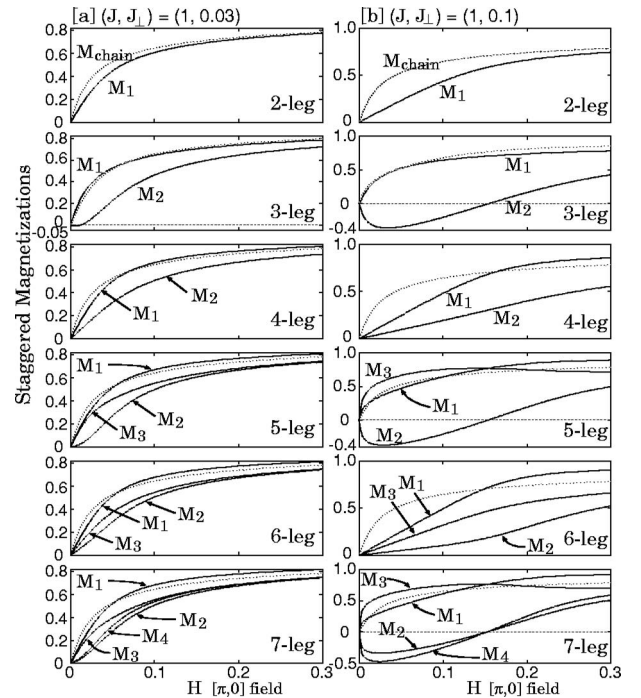 [a] (J, J⊥) = (1, 0.03)
[b] (J, J⊥) = (1, 0.1)
Staggered Magnetizations
0.8
0.6
0.4
0.2
0
Mchain
M1
2-leg
1.0
0.5
0
Mchain
M1
2-leg
0.8
0.6
0.4
0.2
-0.05
M1
M2
3-leg
1.0
0.5
0
-0.4
M1
M2
3-leg
0.8
0.6
0.4
0.2
0
M1
M2
4-leg
1.0
0.5
0
M1
M2
4-leg
0.8
0.6
0.4
0.2
0
M1
M3
M2
5-leg
1.0
0.5
0
-0.4
M3
M1
M2
5-leg
0.8
0.6
0.4
0.2
0
M1
M2
M3
6-leg
1.0
0.5
0
M3
M1
M2
6-leg
0.8
0.6
0.4
0.2
0
M1
M2
M4
M3
7-leg
1.0
0.5
0
-0.5
M3
M1
M2
M4
7-leg
0 0.1 0.2 0.3
H [π,0] field
0 0.1 0.2 0.3
H [π,0] field